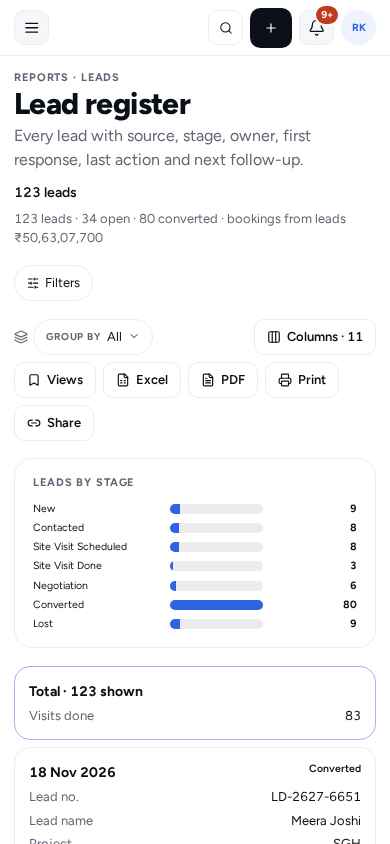 9+
RK
REPORTS · LEADS
Lead register
Every lead with source, stage, owner, first
response, last action and next follow-up.
123 leads
123 leads · 34 open · 80 converted · bookings from leads
₹50,63,07,700
Filters
GROUP BY All
Columns · 11
Views
Excel
PDF
Print
Share
LEADS BY STAGE
New 9
Contacted 8
Site Visit Scheduled 8
Site Visit Done 3
Negotiation 6
Converted 80
Lost 9
Total · 123 shown
Visits done 83
18 Nov 2026 Converted
Lead no. LD-2627-6651
Lead name Meera Joshi
Project SGH